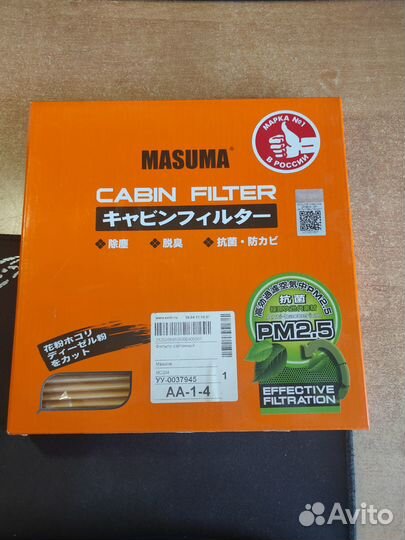 МАРКА №1
В РОССИИ
MASUMA®
CABIN FILTER
キャビンフィルター
除塵
脱臭
抗菌・防カビ
抗菌
PM2.5
EFFECTIVE
FILTRATION
花粉ホコリ
ディーゼル粉
をカット
Masuma
УУ-0037945
1
AA-1-4
Avito